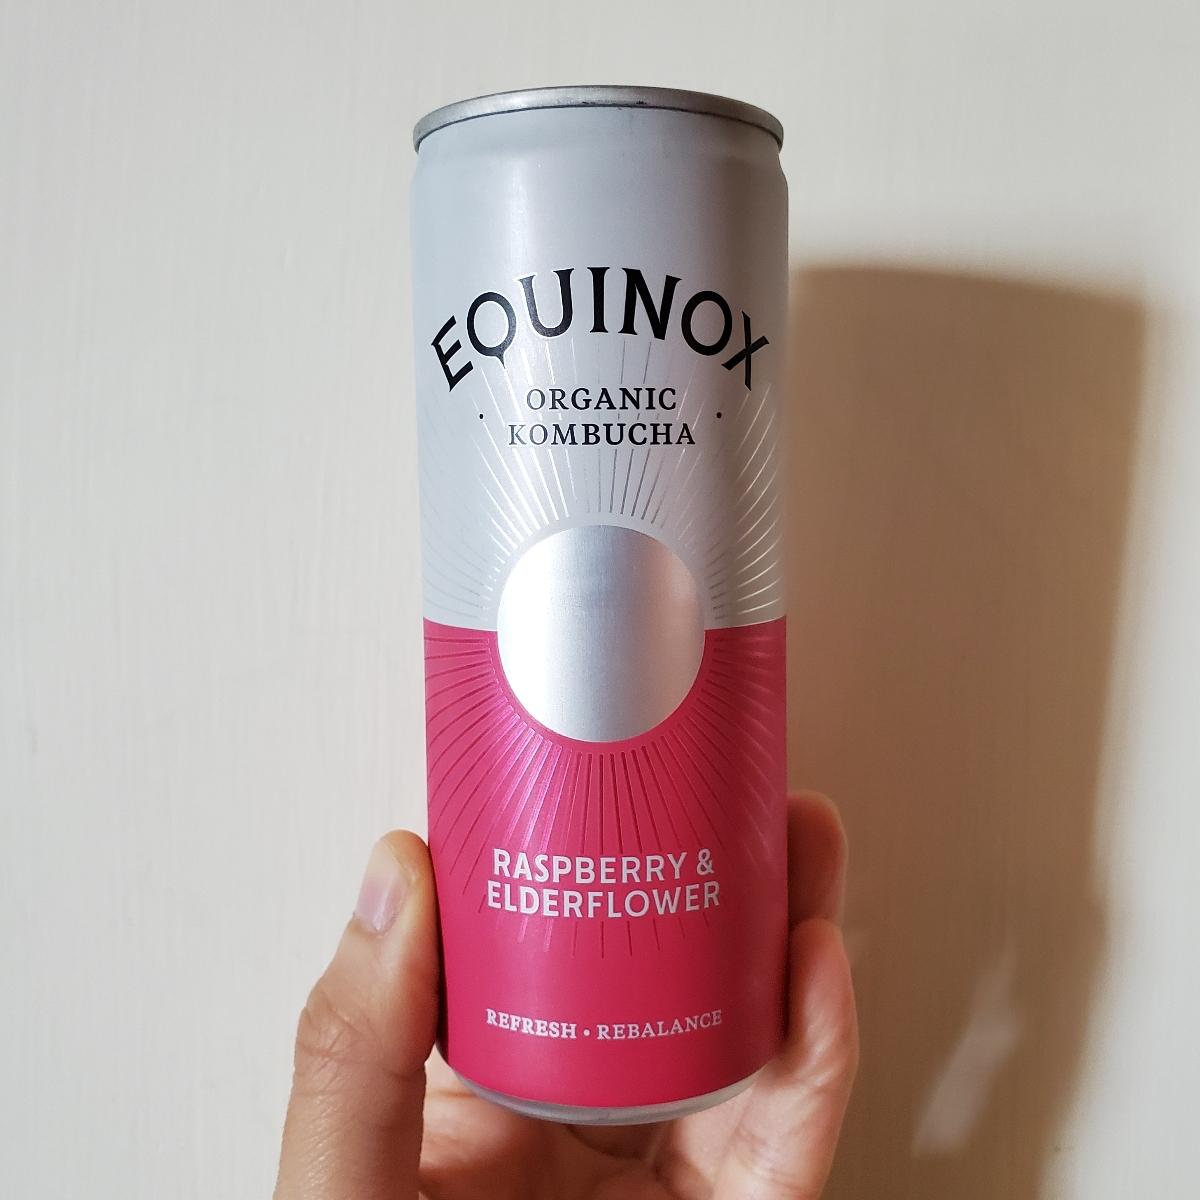 EQUINOX
· ORGANIC ·
KOMBUCHA
RASPBERRY &
ELDERFLOWER
REFRESH · REBALANCE